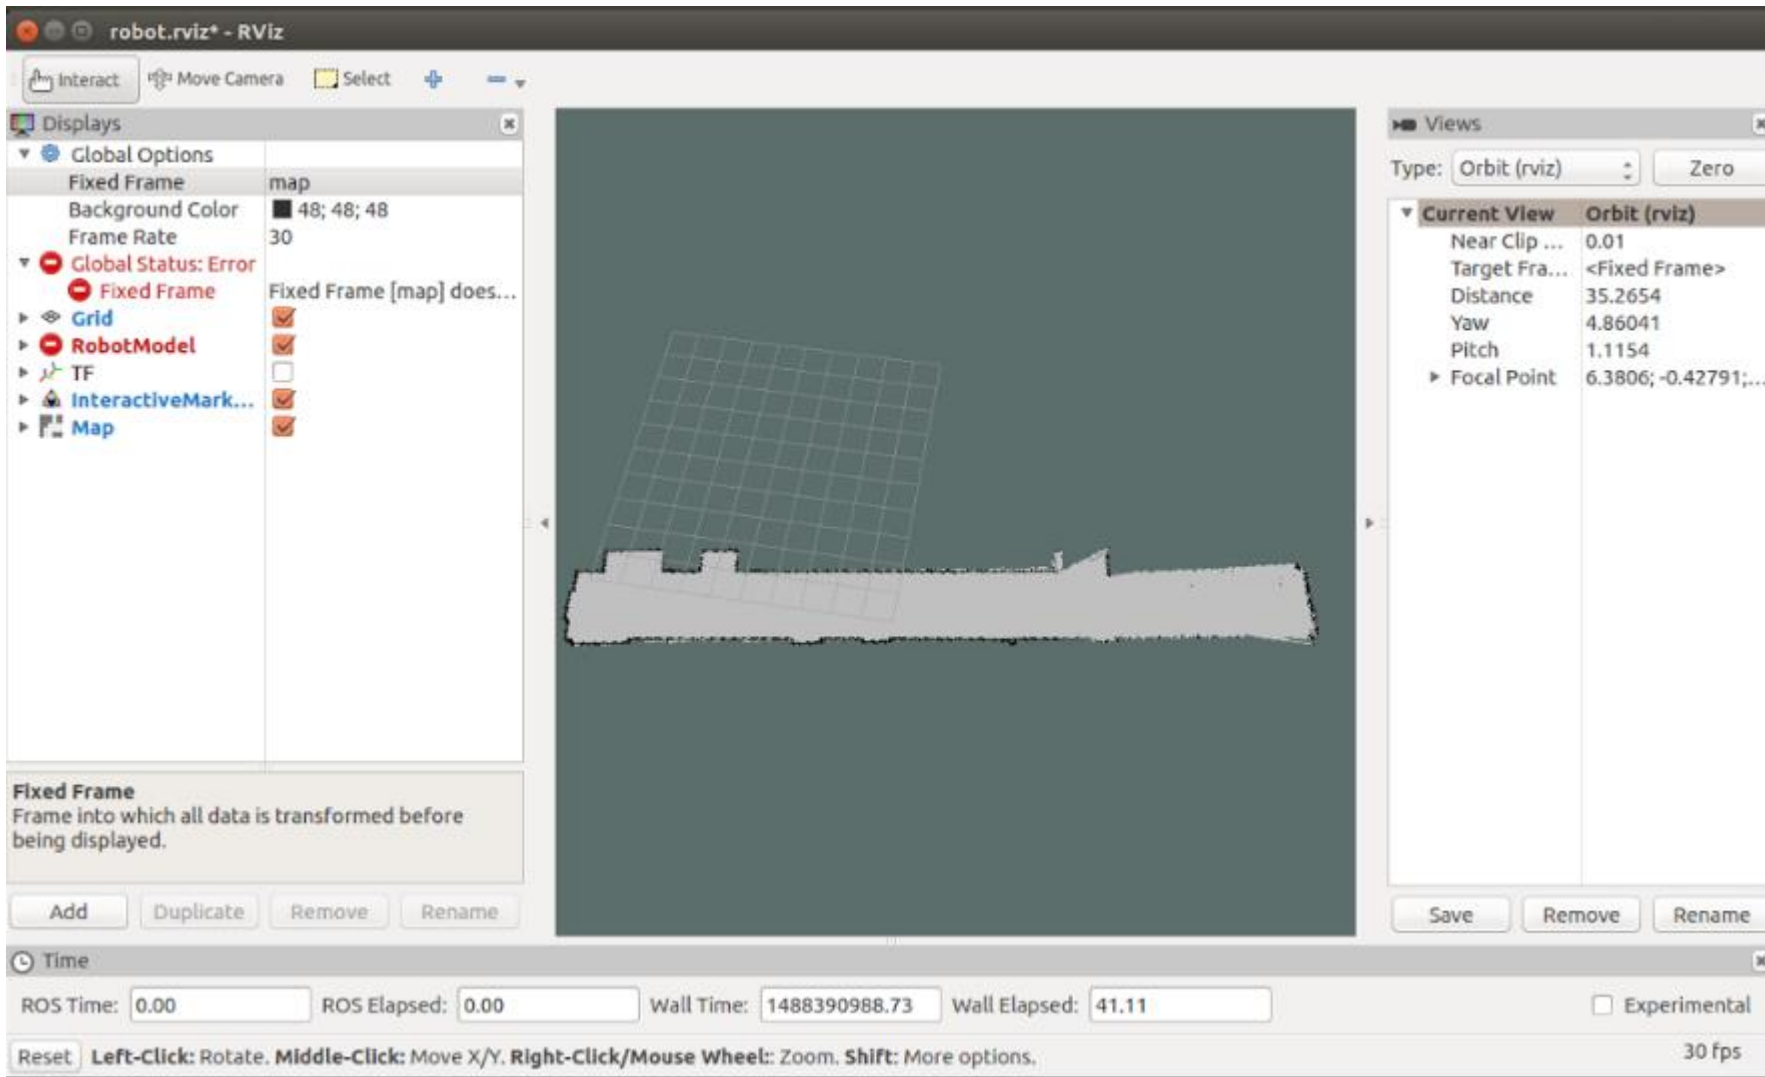 robot.rviz* - RViz
Interact Move Camera Select
Displays
Global Options
Fixed Frame map
Background Color 48; 48; 48
Frame Rate 30
Global Status: Error
Fixed Frame Fixed Frame [map] does...
Grid
RobotModel
TF
InteractiveMark...
Map
Fixed Frame
Frame into which all data is transformed before
being displayed.
Add Duplicate Remove Rename
Views
Type: Orbit (rviz) Zero
Current View Orbit (rviz)
Near Clip ... 0.01
Target Fra... <Fixed Frame>
Distance 35.2654
Yaw 4.86041
Pitch 1.1154
Focal Point 6.3806; -0.42791;...
Save Remove Rename
Time
ROS Time: 0.00 ROS Elapsed: 0.00 Wall Time: 1488390988.73 Wall Elapsed: 41.11 Experimental
Reset Left-Click: Rotate. Middle-Click: Move X/Y. Right-Click/Mouse Wheel:: Zoom. Shift: More options. 30 fps